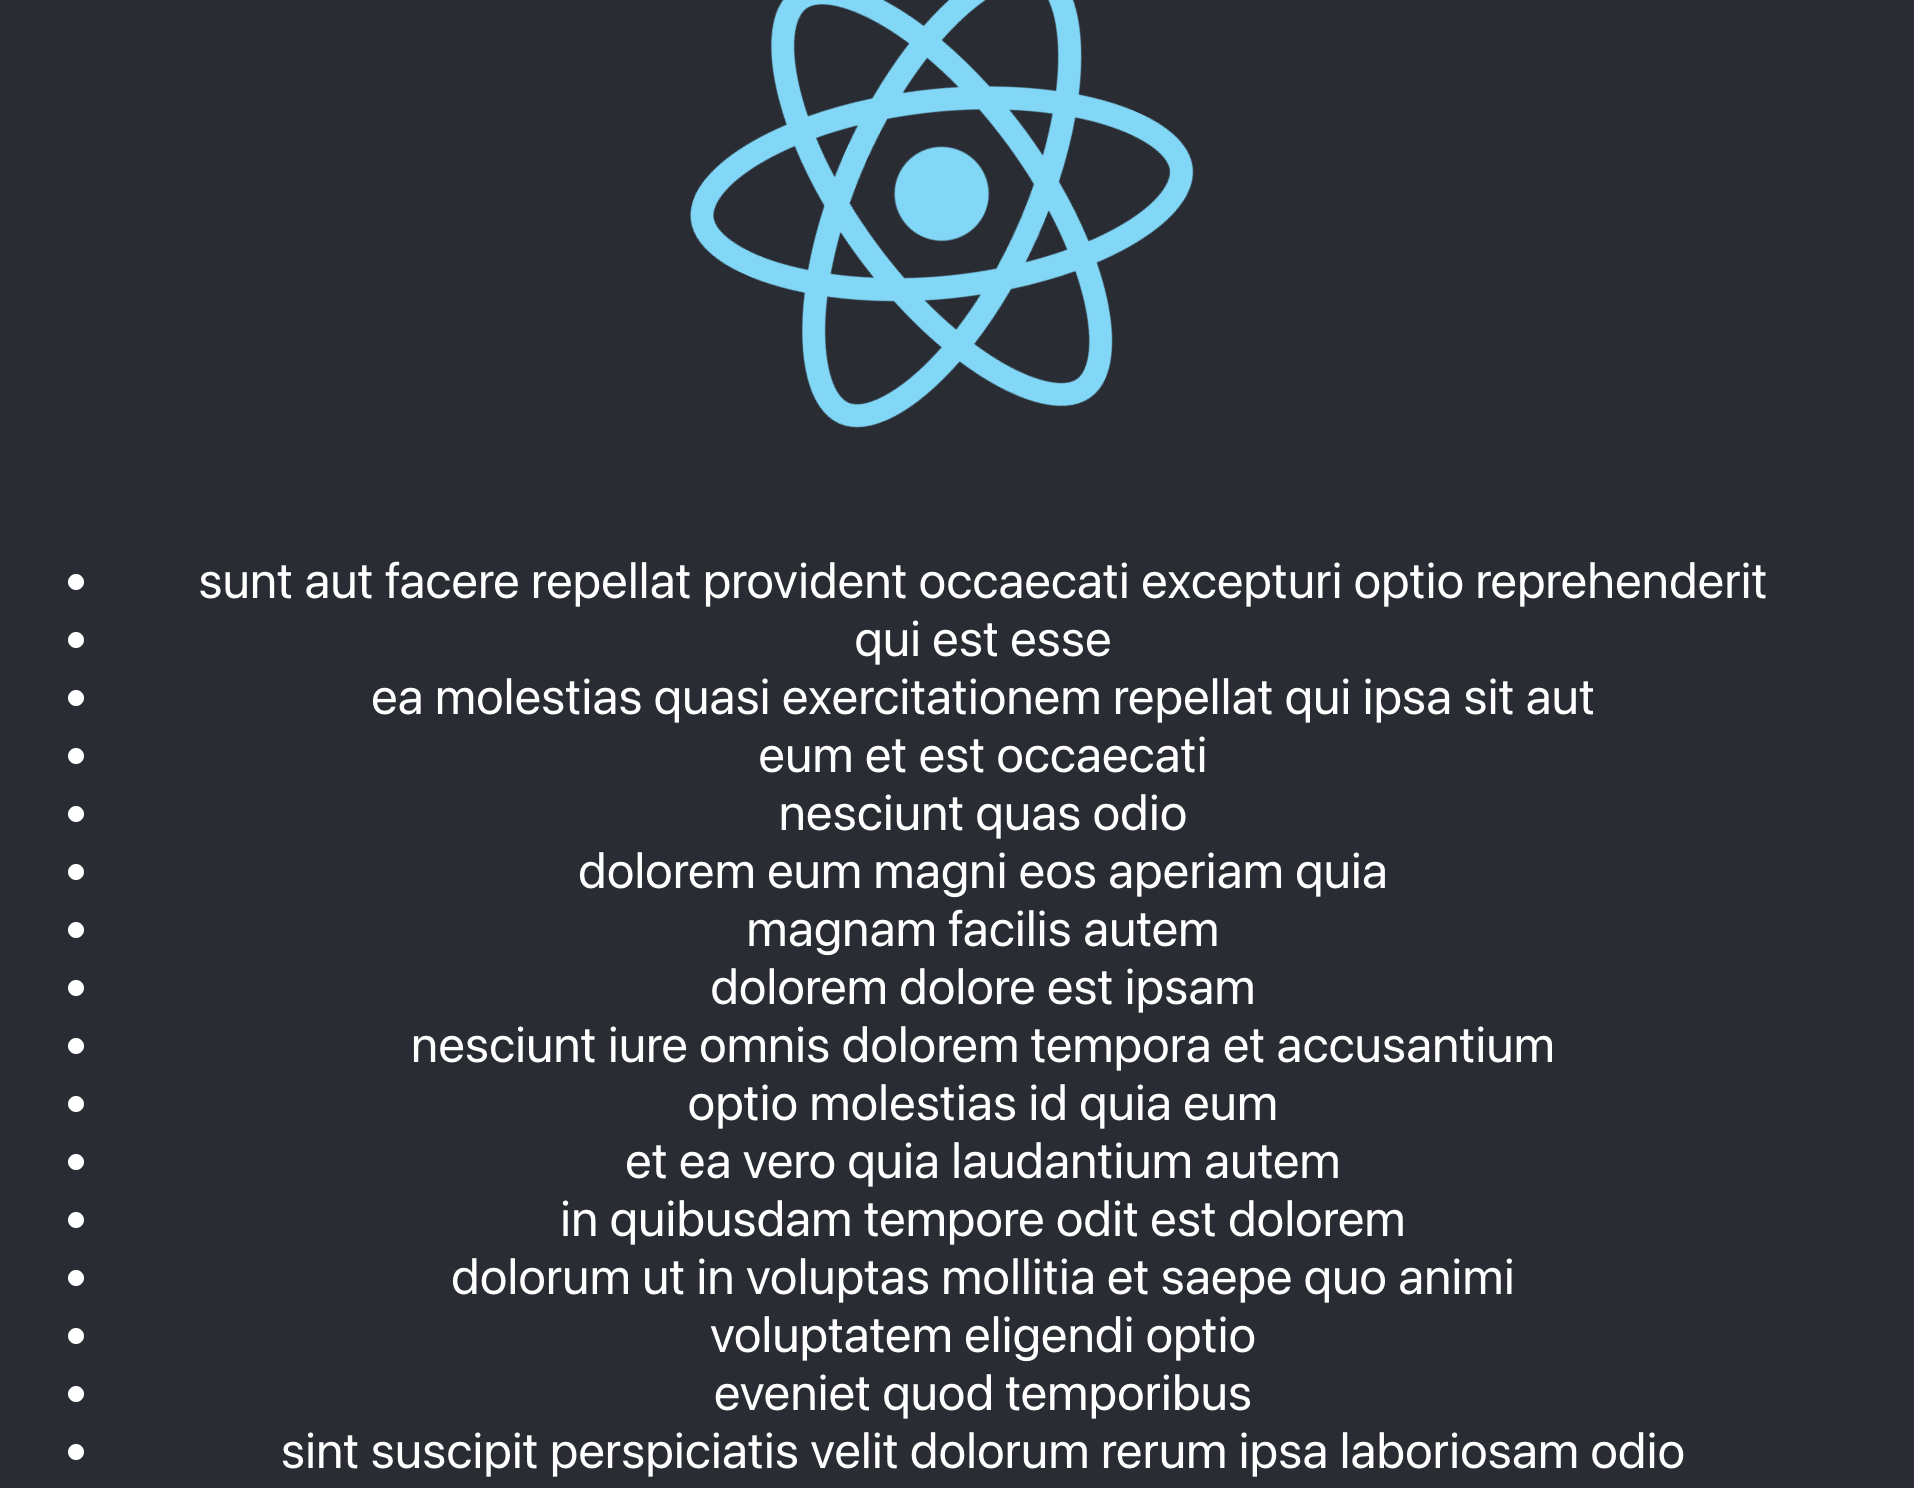 sunt aut facere repellat provident occaecati excepturi optio reprehenderit
qui est esse
ea molestias quasi exercitationem repellat qui ipsa sit aut
eum et est occaecati
nesciunt quas odio
dolorem eum magni eos aperiam quia
magnam facilis autem
dolorem dolore est ipsam
nesciunt iure omnis dolorem tempora et accusantium
optio molestias id quia eum
et ea vero quia laudantium autem
in quibusdam tempore odit est dolorem
dolorum ut in voluptas mollitia et saepe quo animi
voluptatem eligendi optio
eveniet quod temporibus
sint suscipit perspiciatis velit dolorum rerum ipsa laboriosam odio